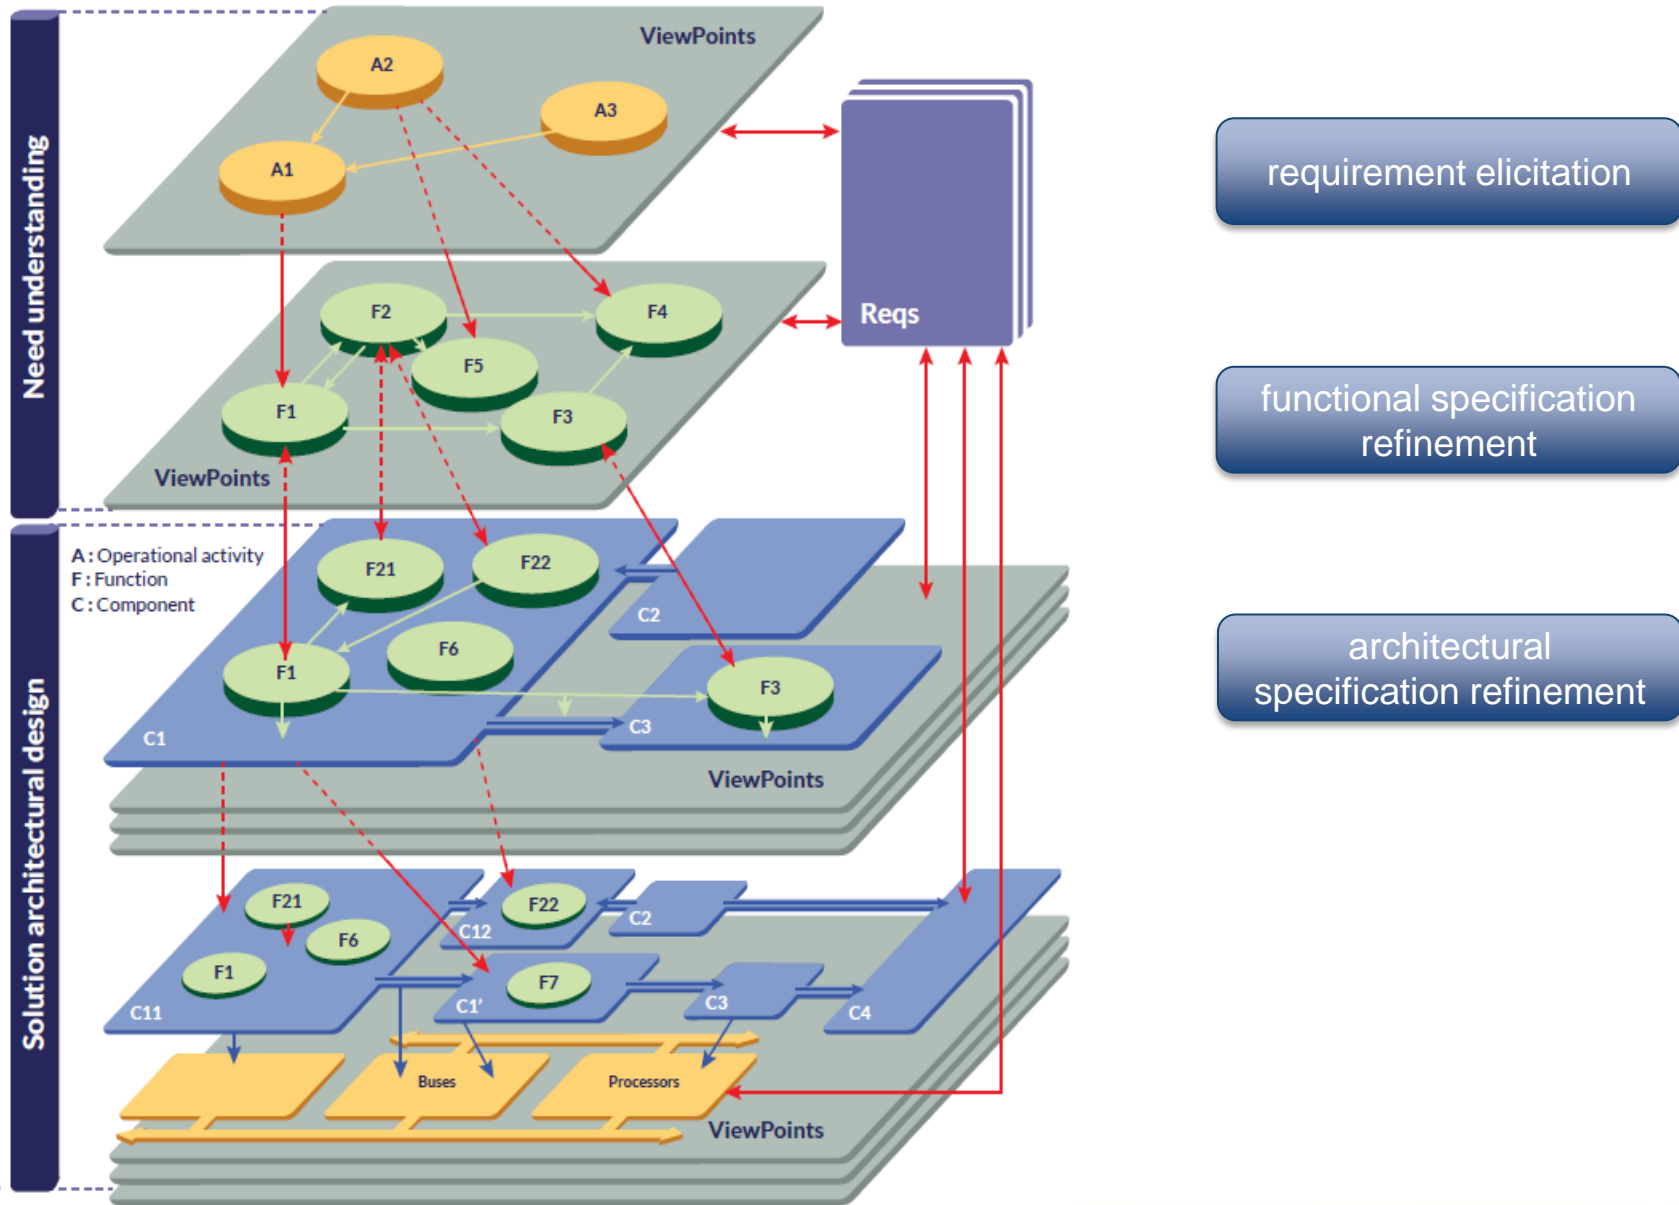 Need understanding
ViewPoints
A2
A3
A1
Reqs
F2
F4
F5
F1
F3
ViewPoints
requirement elicitation
functional specification
refinement
architectural
specification refinement
Solution architectural design
A : Operational activity
F : Function
C : Component
F21
F22
C2
F6
F1
F3
C1
C3
ViewPoints
F21
F22
F6
C2
C12
F1
F7
C11
C1'
C3
C4
Buses
Processors
ViewPoints